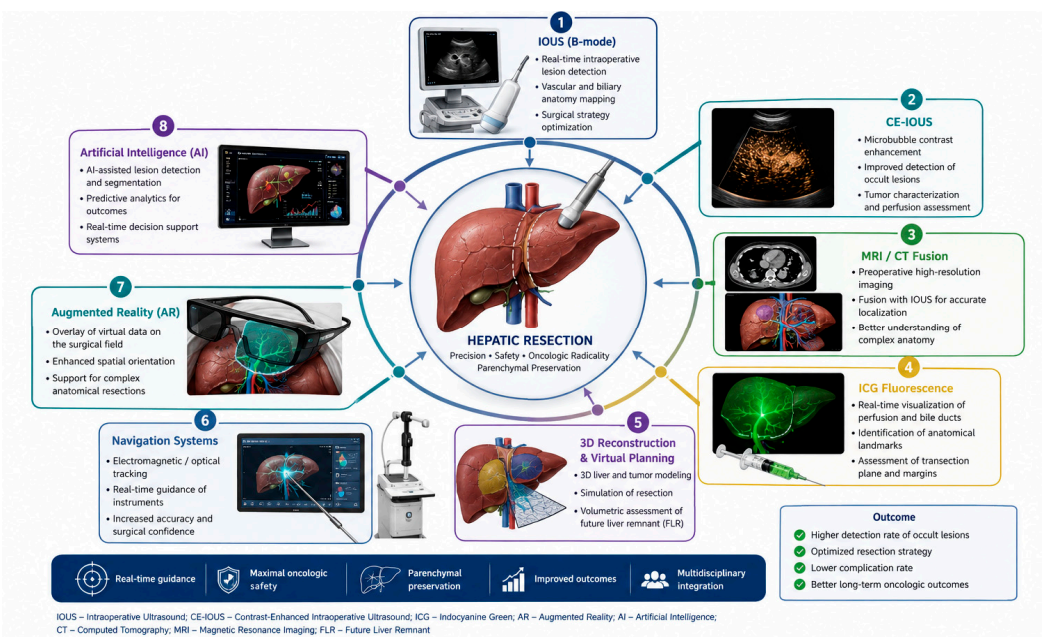 1
IOUS (B-mode)
• Real-time intraoperative
lesion detection
• Vascular and biliary
anatomy mapping
• Surgical strategy
optimization
2
CE-IOUS
• Microbubble contrast
enhancement
• Improved detection of
occult lesions
• Tumor characterization
and perfusion assessment
3
MRI / CT Fusion
• Preoperative high-resolution
imaging
• Fusion with IOUS for accurate
localization
• Better understanding of
complex anatomy
4
ICG Fluorescence
• Real-time visualization of
perfusion and bile ducts
• Identification of anatomical
landmarks
• Assessment of transection
plane and margins
5
3D Reconstruction
& Virtual Planning
• 3D liver and tumor modeling
• Simulation of resection
• Volumetric assessment of
future liver remnant (FLR)
6
Navigation Systems
• Electromagnetic / optical
tracking
• Real-time guidance of
instruments
• Increased accuracy and
surgical confidence
7
Augmented Reality (AR)
• Overlay of virtual data on
the surgical field
• Enhanced spatial orientation
• Support for complex
anatomical resections
8
Artificial Intelligence (AI)
• AI-assisted lesion detection
and segmentation
• Predictive analytics for
outcomes
• Real-time decision support
systems
HEPATIC RESECTION
Precision • Safety • Oncologic Radicality
Parenchymal Preservation
Outcome
Higher detection rate of occult lesions
Optimized resection strategy
Lower complication rate
Better long-term oncologic outcomes
Real-time guidance
Maximal oncologic
safety
Parenchymal
preservation
Improved outcomes
Multidisciplinary
integration
IOUS – Intraoperative Ultrasound; CE-IOUS – Contrast-Enhanced Intraoperative Ultrasound; ICG – Indocyanine Green; AR – Augmented Reality; AI – Artificial Intelligence;
CT – Computed Tomography; MRI – Magnetic Resonance Imaging; FLR – Future Liver Remnant